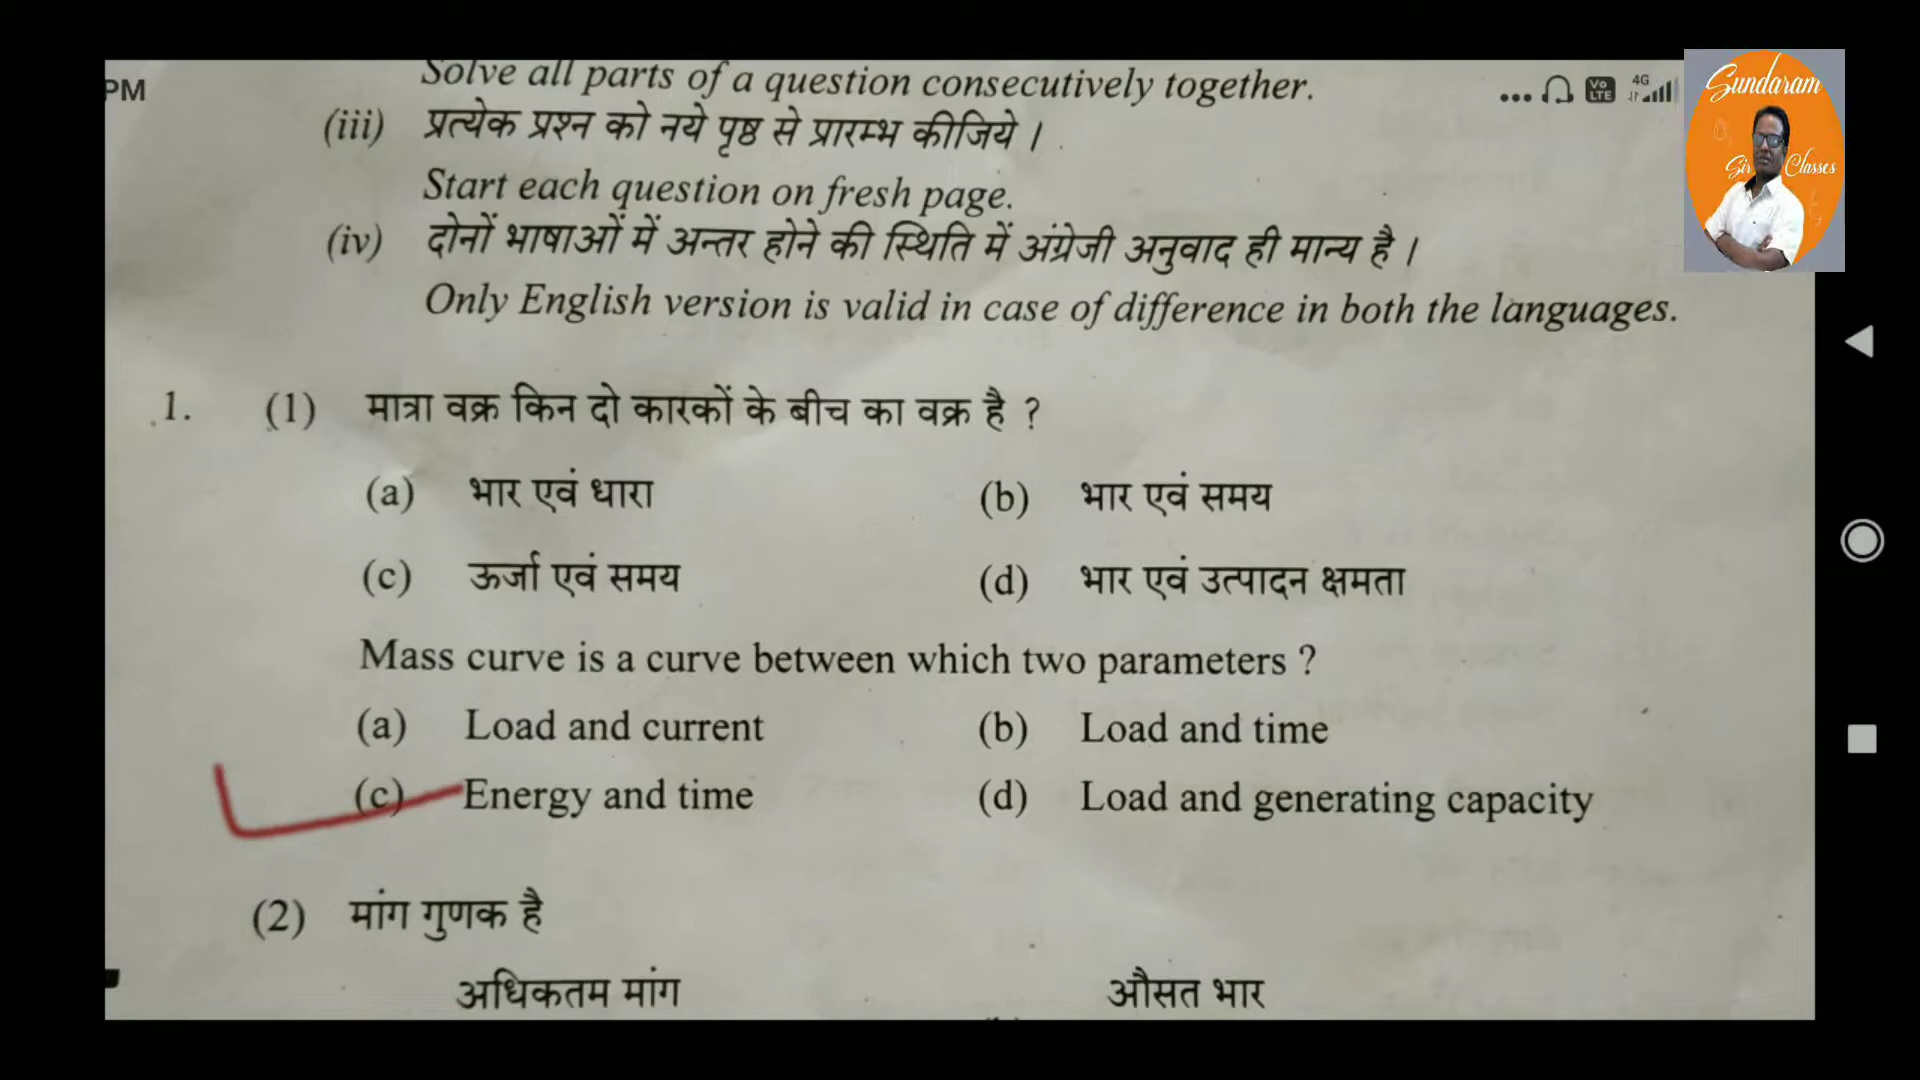 PM
Solve all parts of a question consecutively together.
Vo LTE 4G
Sundaram
Sir Classes
(iii) प्रत्येक प्रश्न को नये पृष्ठ से प्रारम्भ कीजिये ।
Start each question on fresh page.
(iv) दोनों भाषाओं में अन्तर होने की स्थिति में अंग्रेजी अनुवाद ही मान्य है ।
Only English version is valid in case of difference in both the languages.
1. (1) मात्रा वक्र किन दो कारकों के बीच का वक्र है ?
(a) भार एवं धारा (b) भार एवं समय
(c) ऊर्जा एवं समय (d) भार एवं उत्पादन क्षमता
Mass curve is a curve between which two parameters ?
(a) Load and current (b) Load and time
(c) Energy and time (d) Load and generating capacity
(2) मांग गुणक है
अधिकतम मांग औसत भार